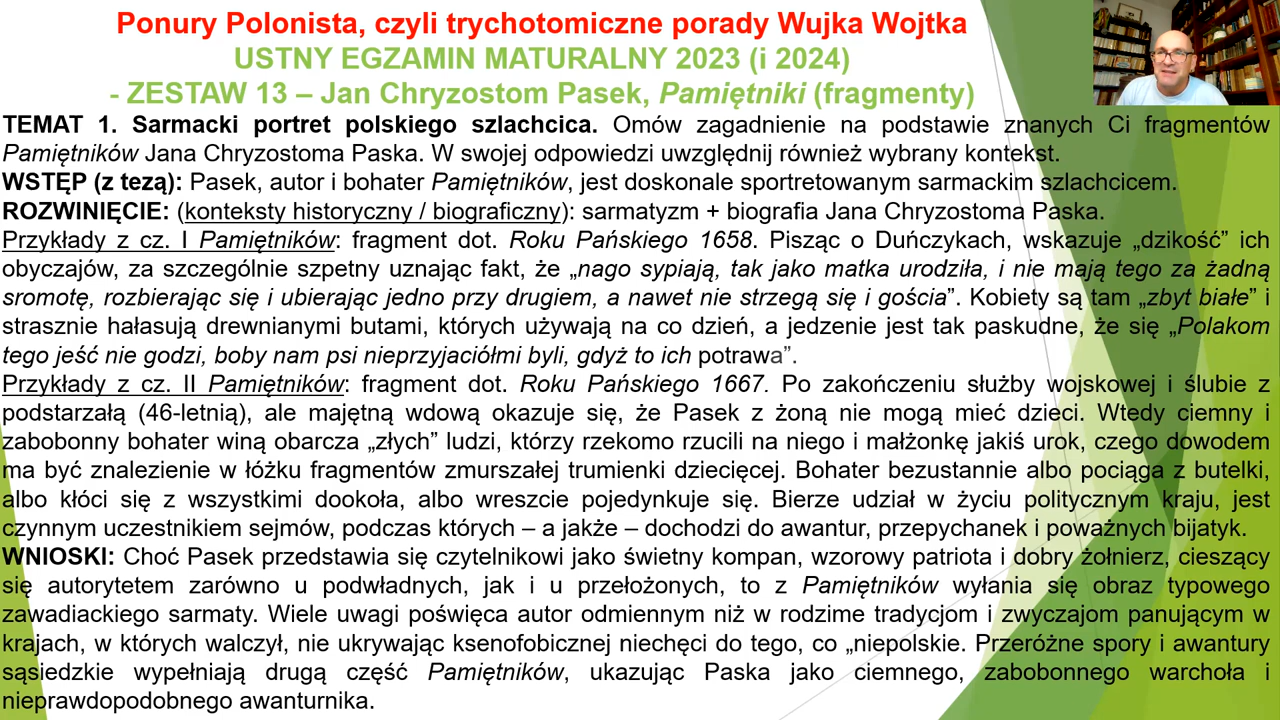 Ponury Polonista, czyli trychotomiczne porady Wujka Wojtka
USTNY EGZAMIN MATURALNY 2023 (i 2024)
- ZESTAW 13 – Jan Chryzostom Pasek, Pamiętniki (fragmenty)
TEMAT 1. Sarmacki portret polskiego szlachcica. Omów zagadnienie na podstawie znanych Ci fragmentów
Pamiętników Jana Chryzostoma Paska. W swojej odpowiedzi uwzględnij również wybrany kontekst.
WSTĘP (z tezą): Pasek, autor i bohater Pamiętników, jest doskonale sportretowanym sarmackim szlachcicem.
ROZWINIĘCIE: (konteksty historyczny / biograficzny): sarmatyzm + biografia Jana Chryzostoma Paska.
Przykłady z cz. I Pamiętników: fragment dot. Roku Pańskiego 1658. Pisząc o Duńczykach, wskazuje „dzikość” ich
obyczajów, za szczególnie szpetny uznając fakt, że „nago sypiają, tak jako matka urodziła, i nie mają tego za żadną
sromotę, rozbierając się i ubierając jedno przy drugiem, a nawet nie strzegą się i gościa”. Kobiety są tam „zbyt białe” i
strasznie hałasują drewnianymi butami, których używają na co dzień, a jedzenie jest tak paskudne, że się „Polakom
tego jeść nie godzi, boby nam psi nieprzyjaciółmi byli, gdyż to ich potrawa”.
Przykłady z cz. II Pamiętników: fragment dot. Roku Pańskiego 1667. Po zakończeniu służby wojskowej i ślubie z
podstarzałą (46-letnią), ale majętną wdową okazuje się, że Pasek z żoną nie mogą mieć dzieci. Wtedy ciemny i
zabobonny bohater winą obarcza „złych” ludzi, którzy rzekomo rzucili na niego i małżonkę jakiś urok, czego dowodem
ma być znalezienie w łóżku fragmentów zmurszałej trumienki dziecięcej. Bohater bezustannie albo pociąga z butelki,
albo kłóci się z wszystkimi dookoła, albo wreszcie pojedynkuje się. Bierze udział w życiu politycznym kraju, jest
czynnym uczestnikiem sejmów, podczas których – a jakże – dochodzi do awantur, przepychanek i poważnych bijatyk.
WNIOSKI: Choć Pasek przedstawia się czytelnikowi jako świetny kompan, wzorowy patriota i dobry żołnierz, cieszący
się autorytetem zarówno u podwładnych, jak i u przełożonych, to z Pamiętników wyłania się obraz typowego
zawadiackiego sarmaty. Wiele uwagi poświęca autor odmiennym niż w rodzime tradycjom i zwyczajom panującym w
krajach, w których walczył, nie ukrywając ksenofobicznej niechęci do tego, co „niepolskie. Przeróżne spory i awantury
sąsiedzkie wypełniają drugą część Pamiętników, ukazując Paska jako ciemnego, zabobonnego warchoła i
nieprawdopodobnego awanturnika.